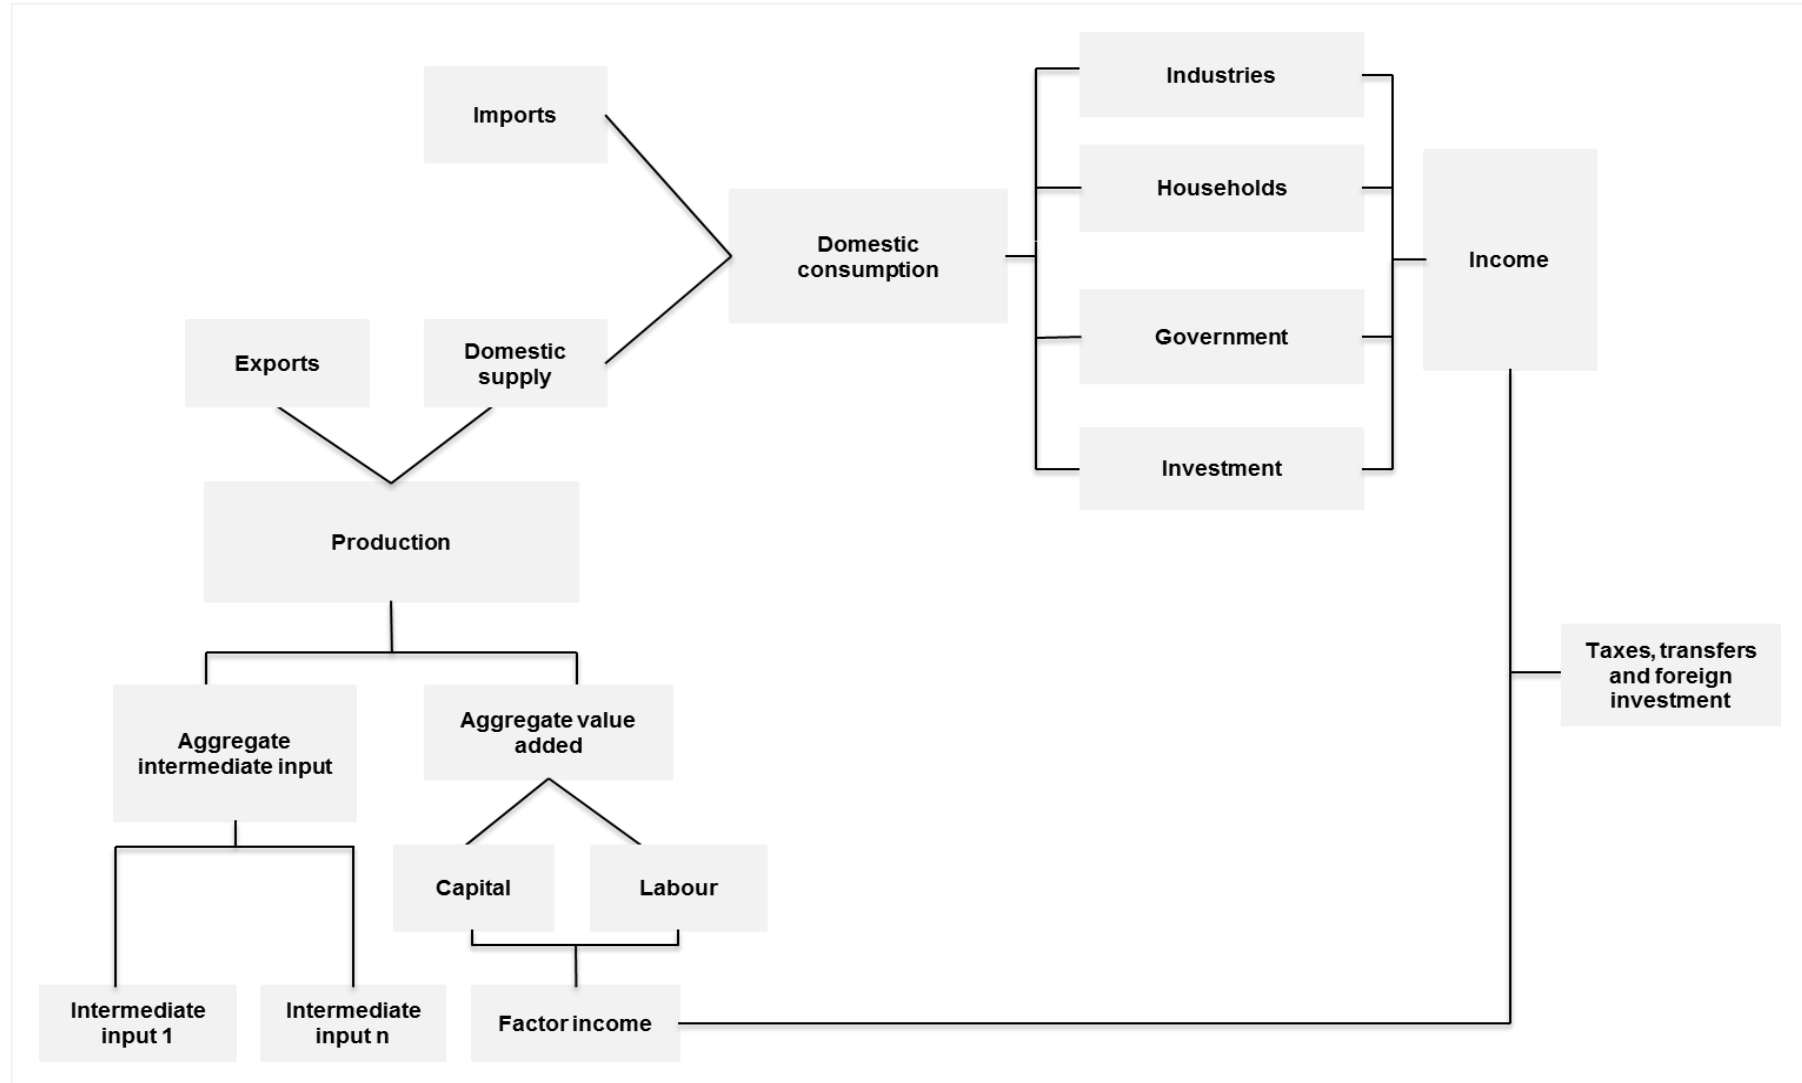 Industries
Imports
Households
Domestic
consumption
Income
Government
Exports
Domestic
supply
Investment
Production
Taxes, transfers
and foreign
investment
Aggregate
intermediate input
Aggregate value
added
Capital
Labour
Intermediate
input 1
Intermediate
input n
Factor income